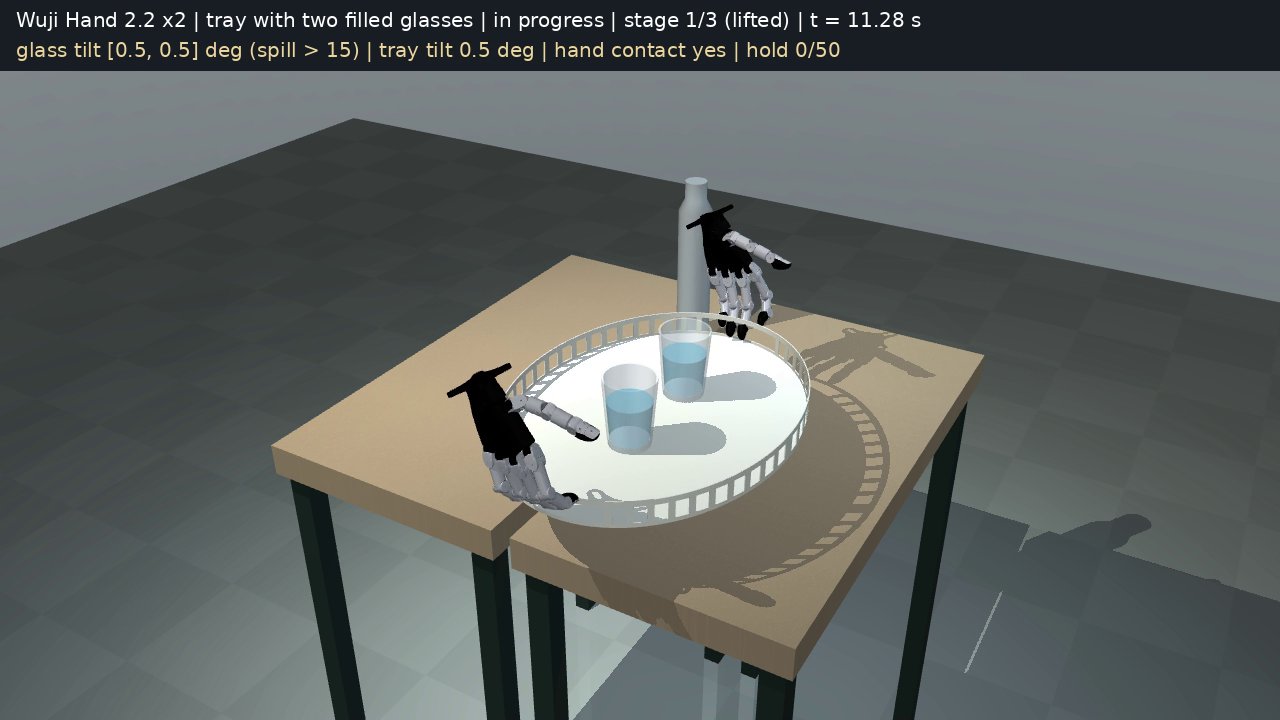 Wuji Hand 2.2 x2 | tray with two filled glasses | in progress | stage 1/3 (lifted) | t = 11.28 s
glass tilt [0.5, 0.5] deg (spill > 15) | tray tilt 0.5 deg | hand contact yes | hold 0/50